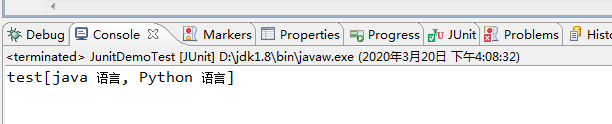 Debug Console Markers Properties Progress JUnit Problems Histo
<terminated> JunitDemoTest [JUnit] D:\jdk1.8\bin\javaw.exe (2020年3月20日 下午4:08:32)
test[java 语言, Python 语言]